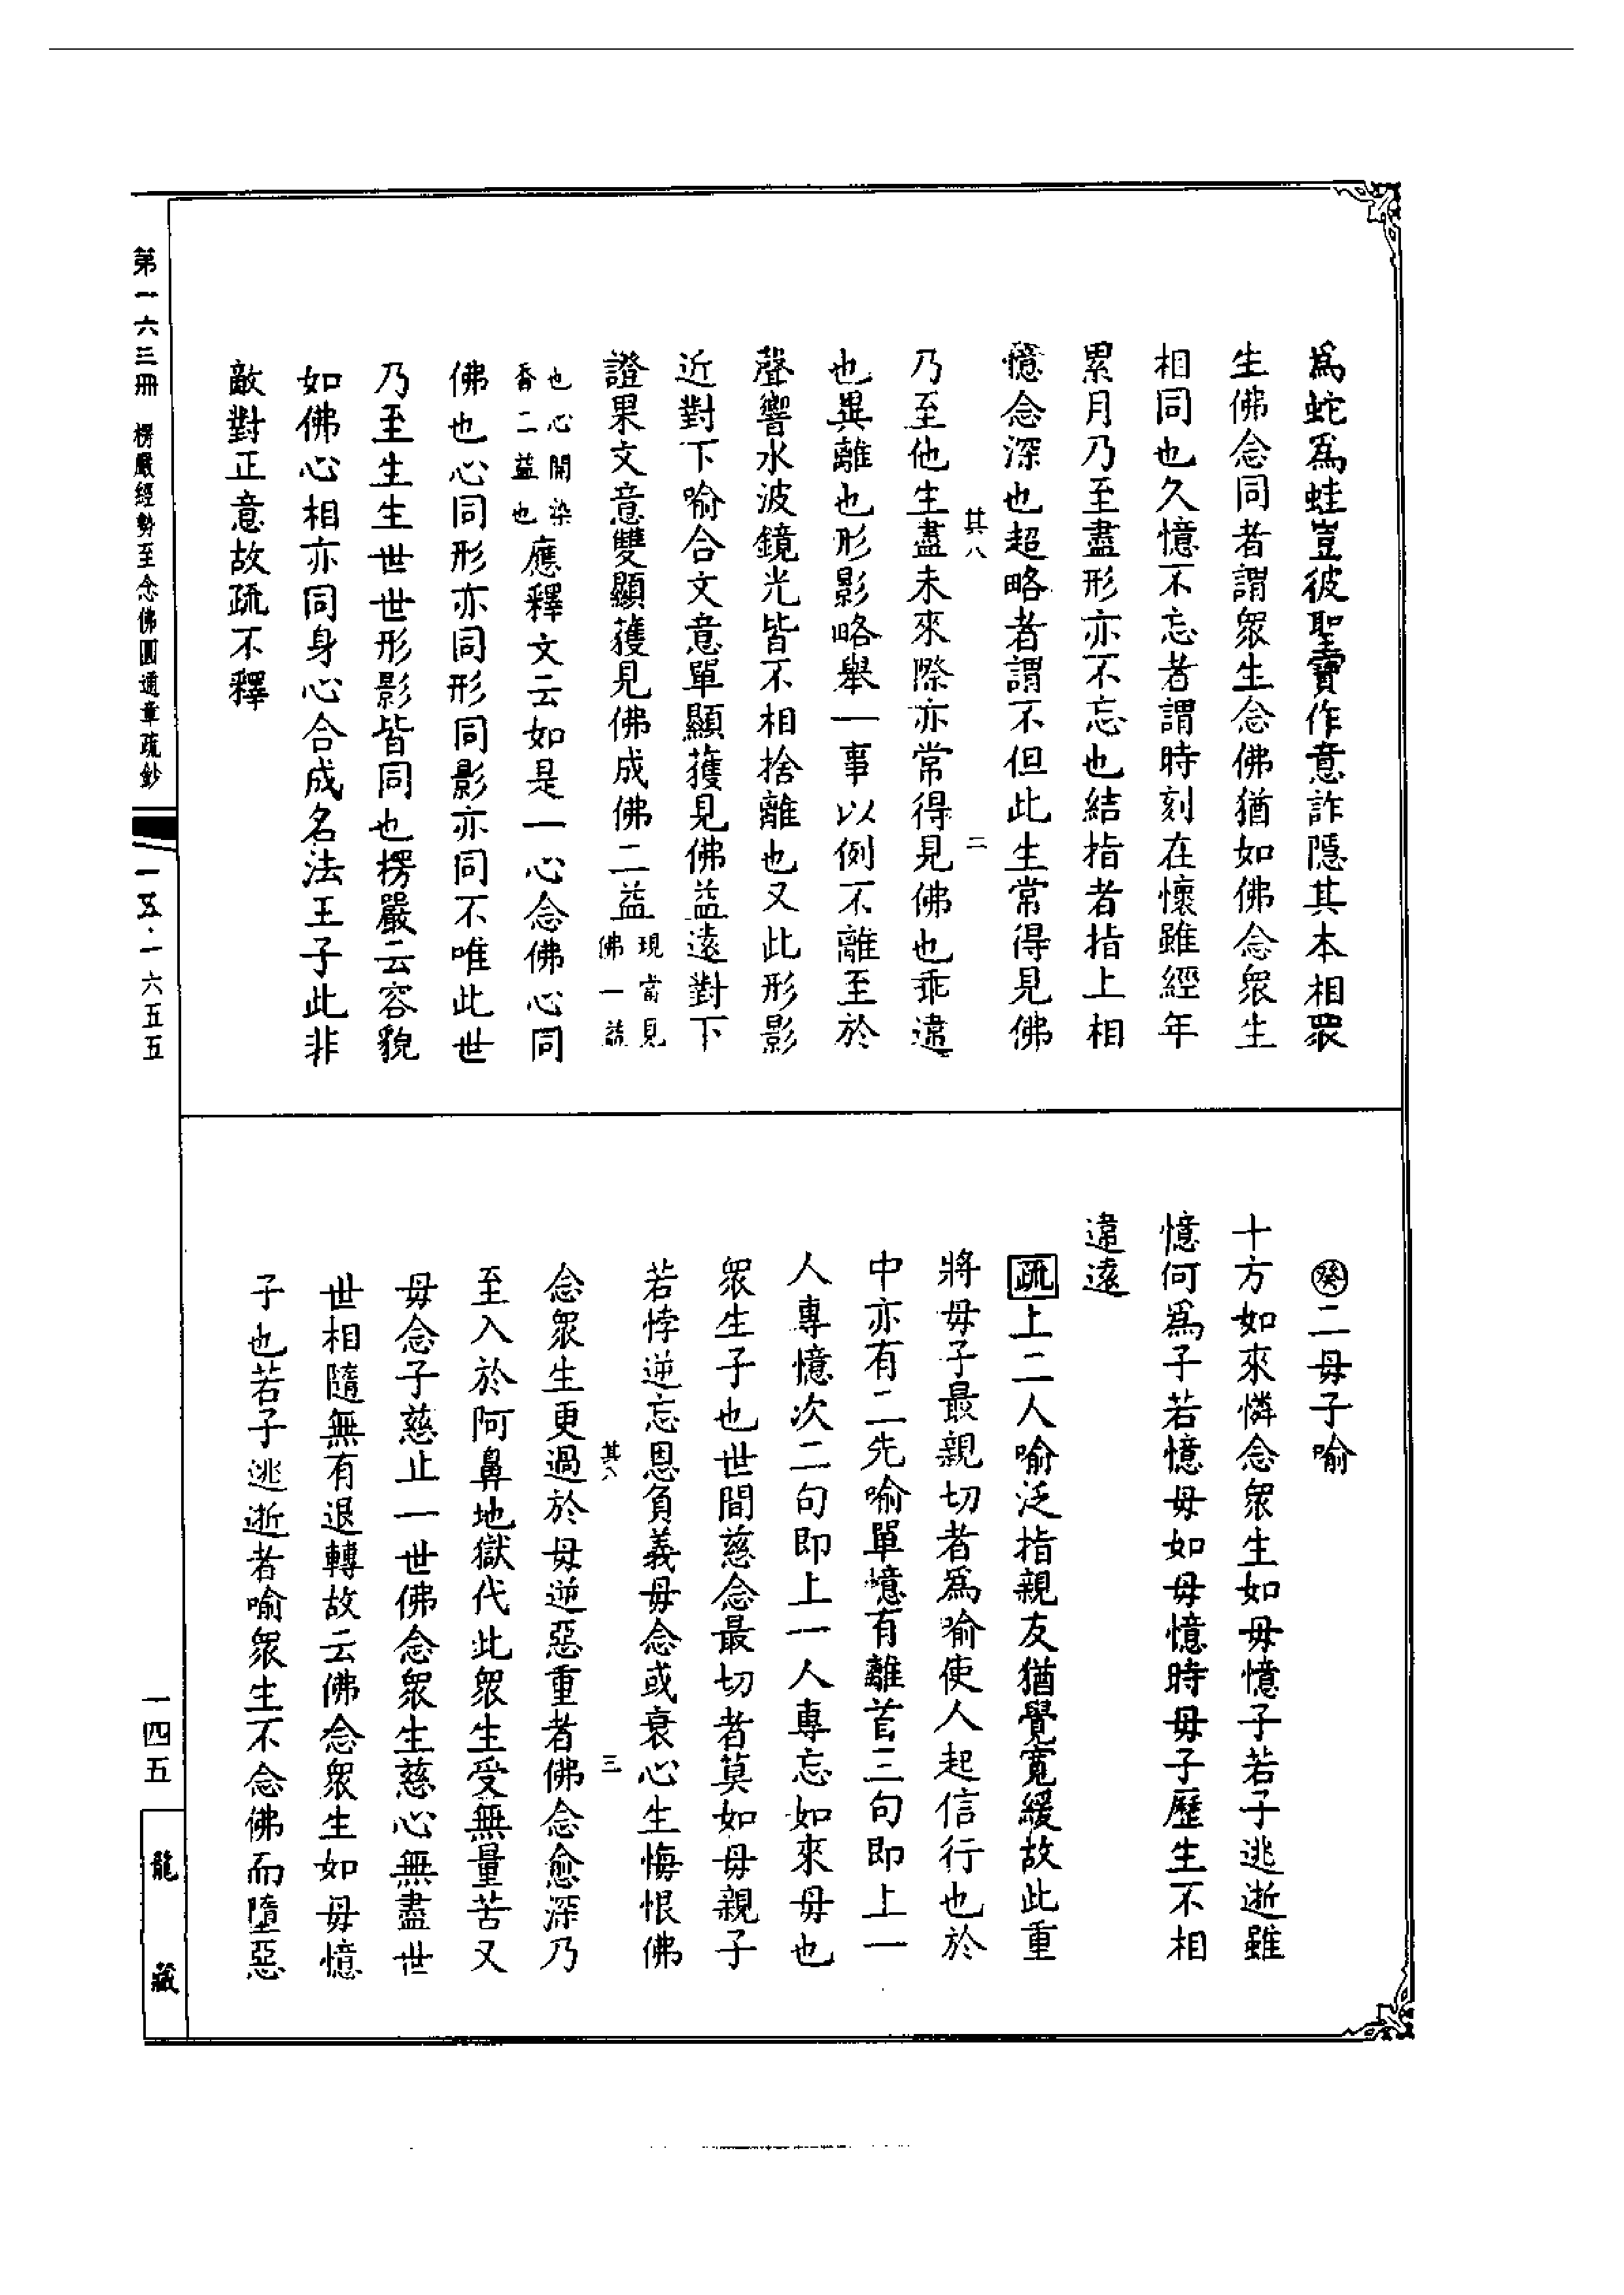 爲蛇爲蛙豈彼聖寶作意詐隱其本相眾
生佛念同者謂眾生念佛猶如佛念眾生
相同也久憶不忘者謂時刻在懷雖經年
累月乃至盡形亦不忘也結指者指上相
憶念深也超略者謂不但此生常得見佛
其八 二
乃至他生盡未來際亦常得見佛也乖違
也異離也形影略舉一事以例不離至於
聲響水波鏡光皆不相捨離也又此形影
近對下喻合文意單顯獲見佛益遠對下
證果文意雙顯獲見佛成佛二益現當見佛一益
也心開染香二益也應釋文云如是一心念佛心同
佛也心同形亦同形同影亦同不唯此世
乃至生生世世形影皆同也楞嚴云容貌
如佛心相亦同身心合成名法王子此非
敵對正意故疏不釋
㊛二母子喻
十方如來憐念眾生如母憶子若子逃逝雖
憶何爲子若憶母如母憶時母子歷生不相
違遠
疏上二人喻泛指親友猶覺寬緩故此重
將母子最親切者爲喻使人起信行也於
中亦有二先喻單憶有離首三句即上一
人專憶次二句即上一人專忘如來母也
眾生子也世間慈念最切者莫如母親子
若悖逆忘恩負義母念或衰心生悔恨佛
其八 三
念眾生更過於母逆惡重者佛念愈深乃
至入於阿鼻地獄代此眾生受無量苦又
母念子慈止一世佛念眾生慈心無盡世
世相隨無有退轉故云佛念眾生如母憶
子也若子逃逝者喻眾生不念佛而墮惡
第一六三冊 楞嚴經勢至念佛圓通章疏鈔
一五·一六五五
一四五
龍藏